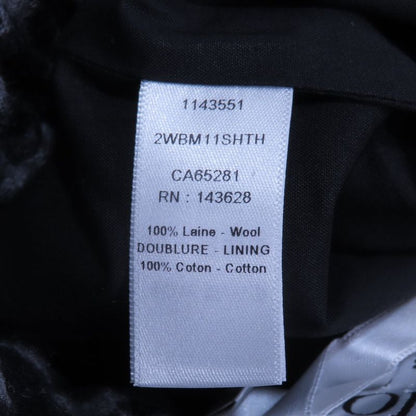 1143551
2WBM11SHTH
CA65281
RN : 143628
100% Laine - Wool
DOUBLURE - LINING
100% Coton - Cotton